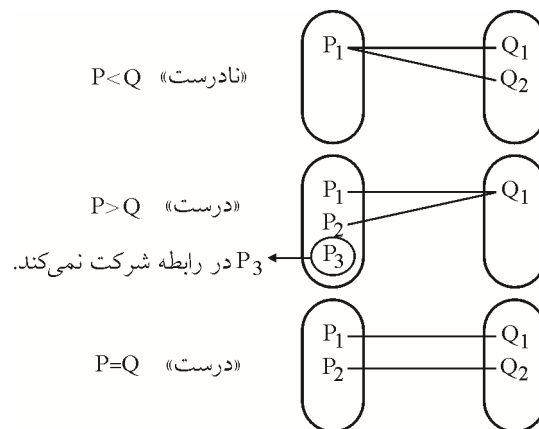 P₁ Q₁
P<Q «نادرست»
Q₂
P₁ Q₁
P>Q «درست»
P₂
P₃
P₃ در رابطه شرکت نمی‌کند.
P₁ Q₁
P=Q «درست»
P₂ Q₂